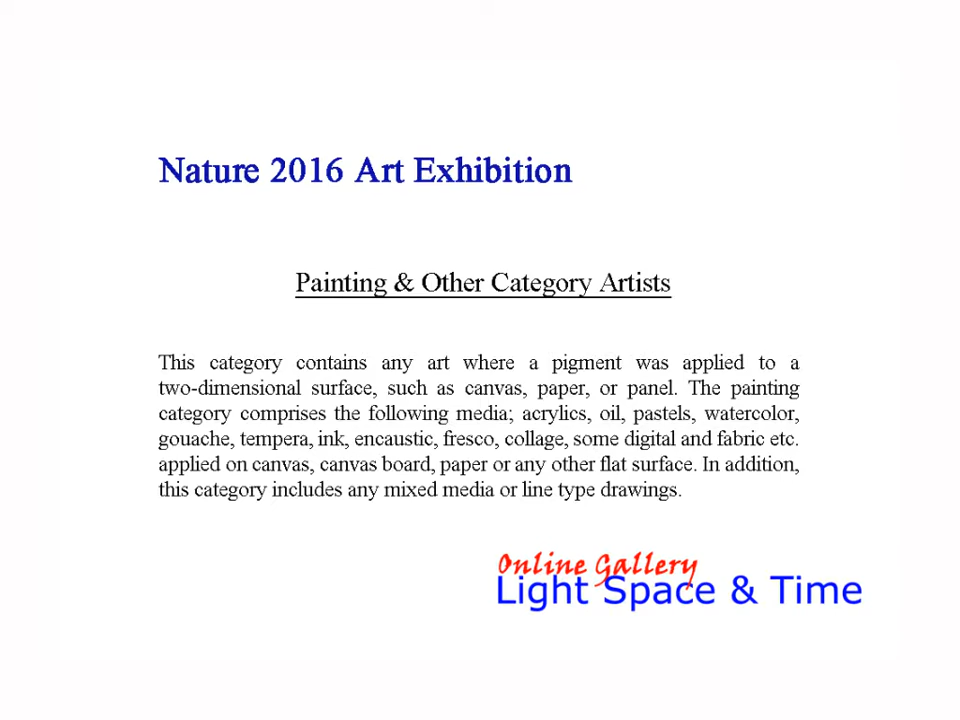 Nature 2016 Art Exhibition
Painting & Other Category Artists
This category contains any art where a pigment was applied to a
two-dimensional surface, such as canvas, paper, or panel. The painting
category comprises the following media; acrylics, oil, pastels, watercolor,
gouache, tempera, ink, encaustic, fresco, collage, some digital and fabric etc.
applied on canvas, canvas board, paper or any other flat surface. In addition,
this category includes any mixed media or line type drawings.
Online Gallery
Light Space & Time